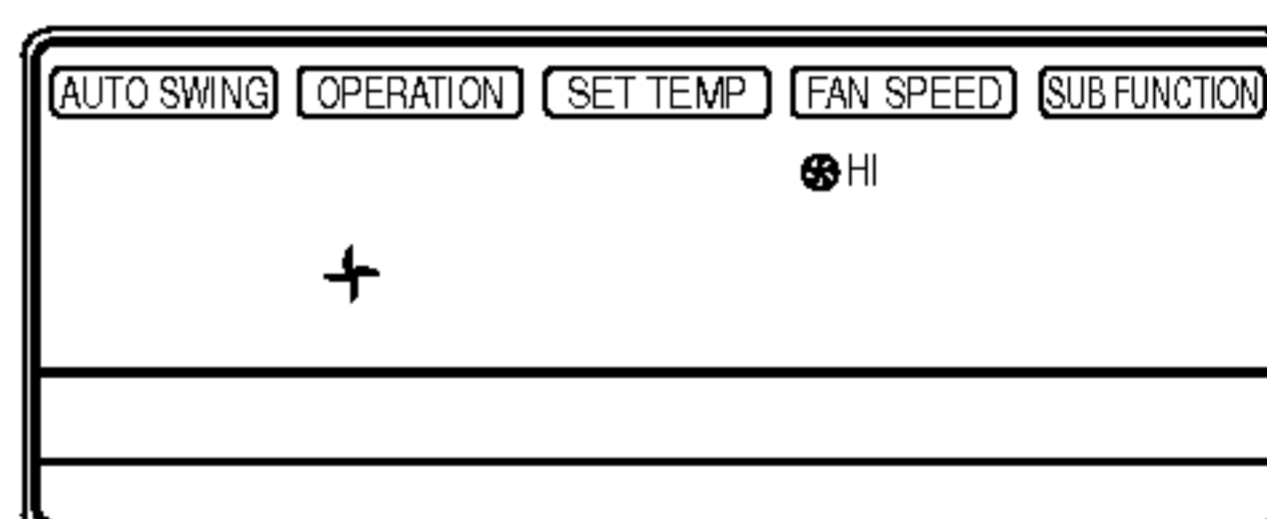 AUTO SWING OPERATION SET TEMP FAN SPEED SUB FUNCTION
HI